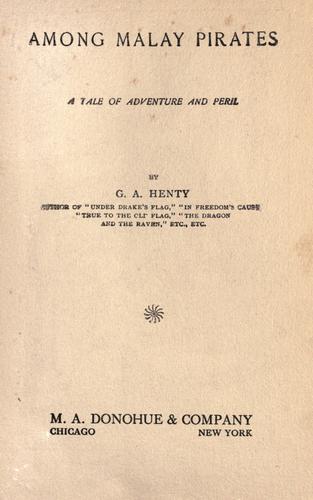 AMONG MALAY PIRATES
A TALE OF ADVENTURE AND PERIL
BY
G. A. HENTY
AUTHOR OF "UNDER DRAKE'S FLAG," "IN FREEDOM'S CAUSE
"TRUE TO THE OLD FLAG," "THE DRAGON
AND THE RAVEN," ETC., ETC.
M. A. DONOHUE & COMPANY
CHICAGO NEW YORK